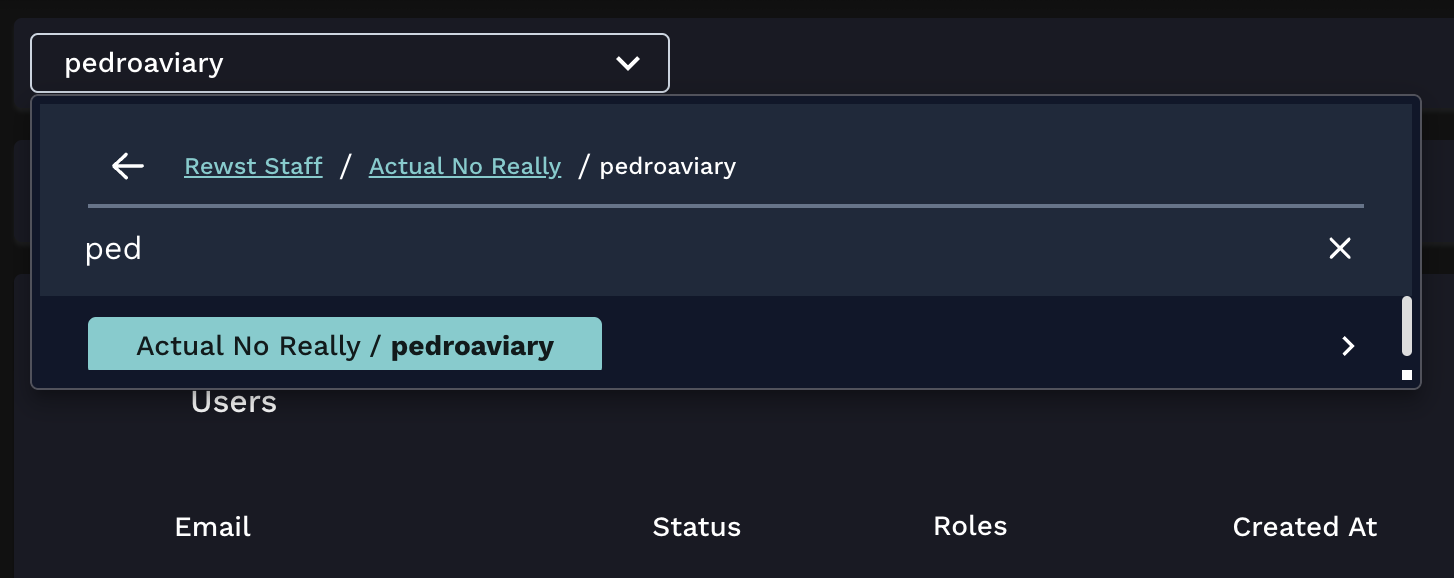 pedroaviary
Rewst Staff / Actual No Really / pedroaviary
ped
Actual No Really / pedroaviary
Users
Email Status Roles Created At